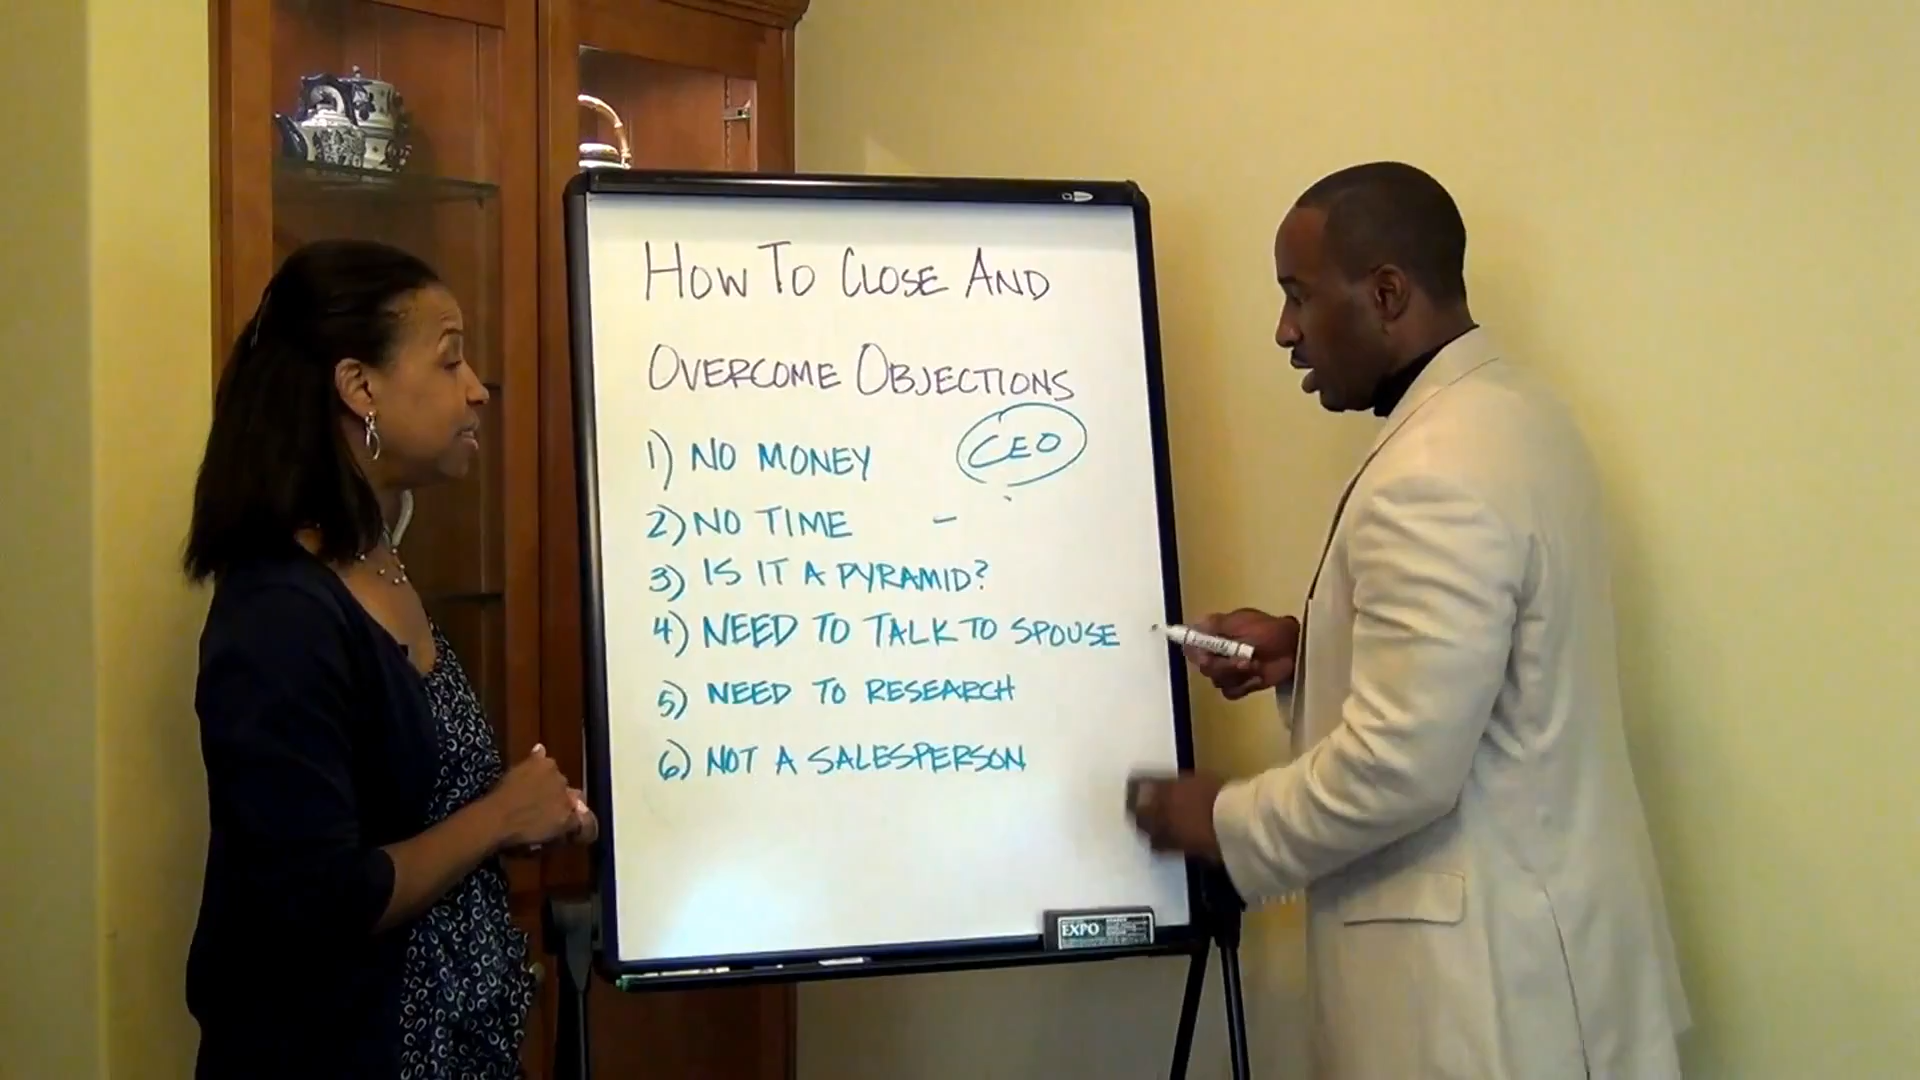 HOW TO CLOSE AND
OVERCOME OBJECTIONS
1) NO MONEY
CEO
2) NO TIME –
3) IS IT A PYRAMID?
4) NEED TO TALK TO SPOUSE
5) NEED TO RESEARCH
6) NOT A SALESPERSON
EXPO